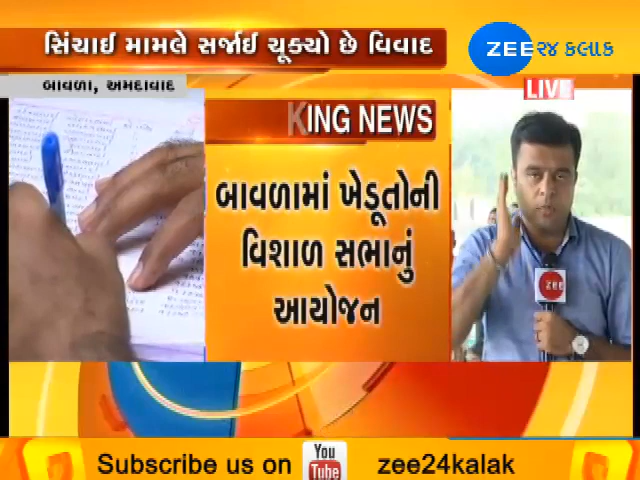 સિંચાઈ મામલે સર્જાઈ ચૂક્યો છે વિવાદ
ZEE ૨૪ કલાક
બાવળા, અમદાવાદ
LIVE
KING NEWS
બાવળામાં ખેડૂતોની
વિશાળ સભાનું
આયોજન
ZEE
Subscribe us on You Tube zee24kalak